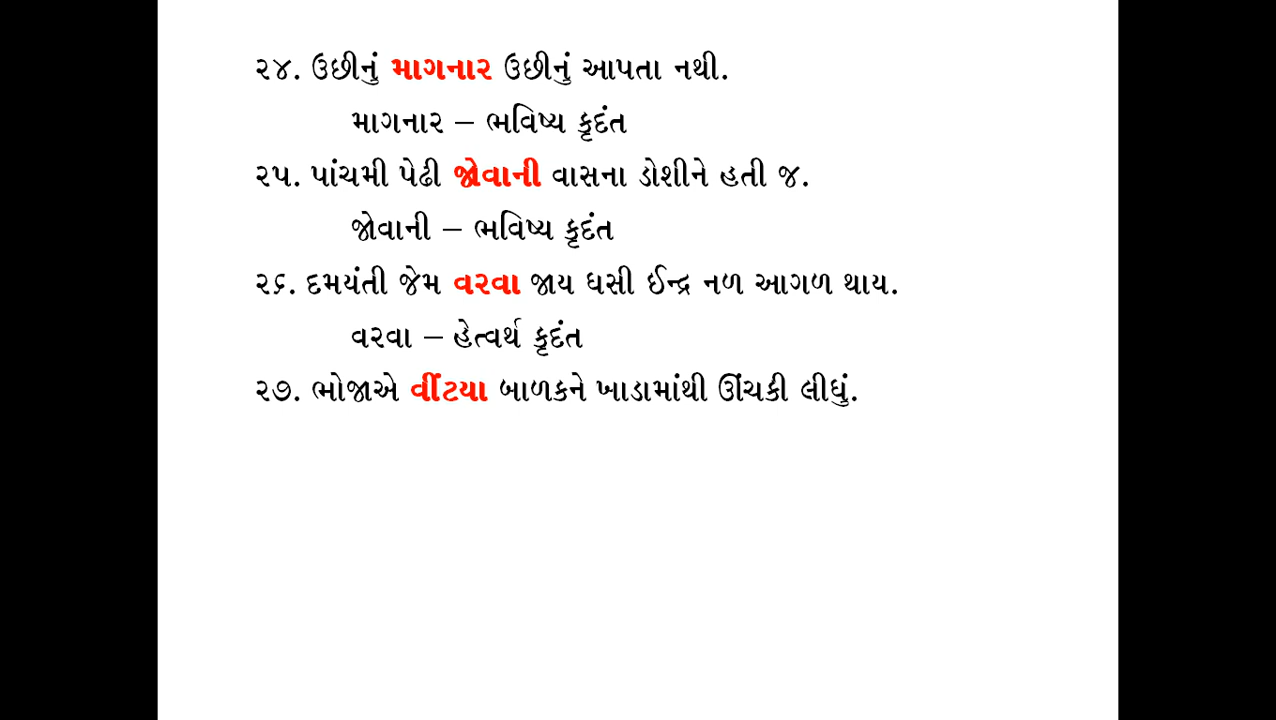 ૨૪. ઉછીનું માગનાર ઉછીનું આપતા નથી.
માગનાર – ભવિષ્ય કૃદંત
૨૫. પાંચમી પેઢી જોવાની વાસના ડોશીને હતી જ.
જોવાની – ભવિષ્ય કૃદંત
૨૬. દમયંતી જેમ વરવા જાય ધસી ઈન્દ્ર નળ આગળ થાય.
વરવા – હેત્વર્થ કૃદંત
૨૭. ભોજાએ વીંટયા બાળકને ખાડામાંથી ઊંચકી લીધું.